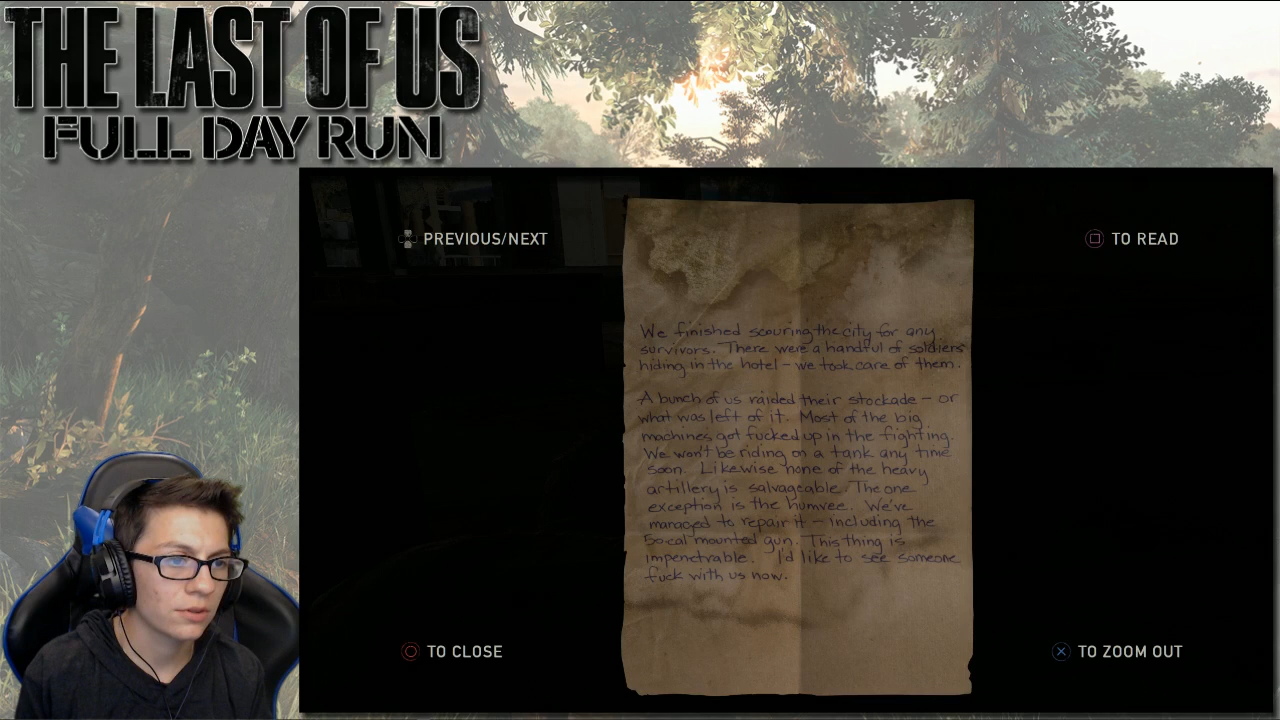 THE LAST OF US
FULL DAY RUN
PREVIOUS/NEXT
TO READ
We finished scouring the city for any
survivors. There were a handful of soldiers
hiding in the hotel – we took care of them.
A bunch of us raided their stockade – or
what was left of it. Most of the big
machines got fucked up in the fighting.
We won't be riding on a tank any time
soon. Likewise none of the heavy
artillery is salvageable. The one
exception is the humvee. We've
managed to repair it – including the
50 cal mounted gun. This thing is
impenetrable. I'd like to see someone
fuck with us now.
TO CLOSE
TO ZOOM OUT